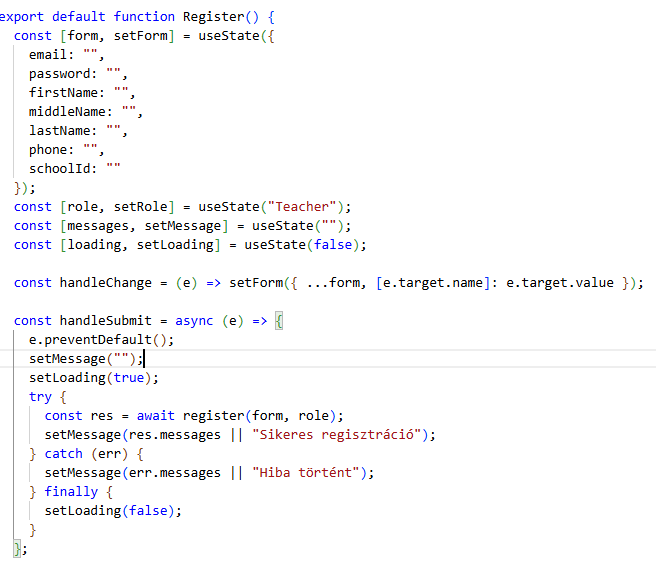 export default function Register() {
  const [form, setForm] = useState({
    email: "",
    password: "",
    firstName: "",
    middleName: "",
    lastName: "",
    phone: "",
    schoolId: ""
  });
  const [role, setRole] = useState("Teacher");
  const [messages, setMessage] = useState("");
  const [loading, setLoading] = useState(false);

  const handleChange = (e) => setForm({ ...form, [e.target.name]: e.target.value });

  const handleSubmit = async (e) => {
    e.preventDefault();
    setMessage("");
    setLoading(true);
    try {
      const res = await register(form, role);
      setMessage(res.messages || "Sikeres regisztráció");
    } catch (err) {
      setMessage(err.messages || "Hiba történt");
    } finally {
      setLoading(false);
    }
  };